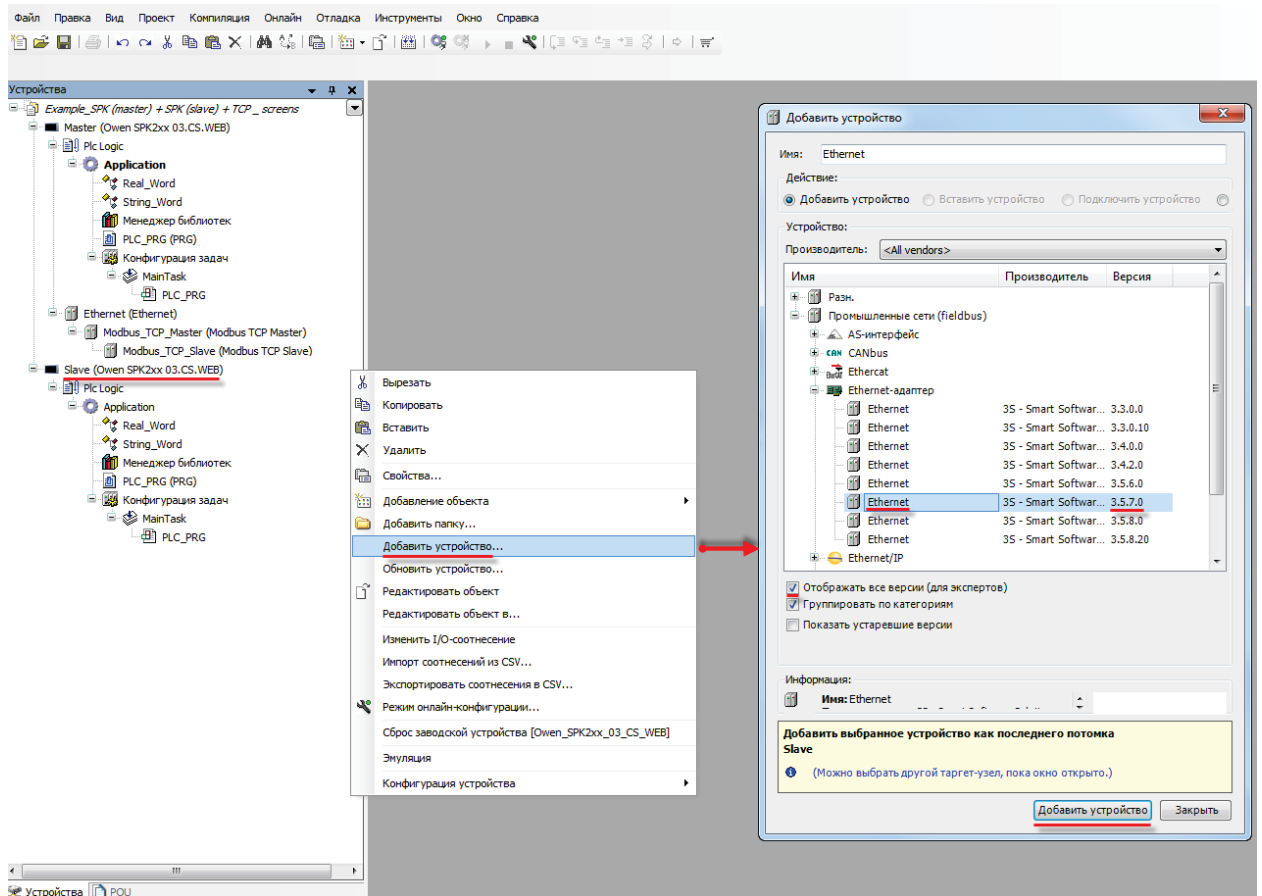 Файл Правка Вид Проект Компиляция Онлайн Отладка Инструменты Окно Справка
Устройства
Example_SPK (master) + SPK (slave) + TCP _ screens
Master (Owen SPK2xx 03.CS.WEB)
Plc Logic
Application
Real_Word
String_Word
Менеджер библиотек
PLC_PRG (PRG)
Конфигурация задач
MainTask
PLC_PRG
Ethernet (Ethernet)
Modbus_TCP_Master (Modbus TCP Master)
Modbus_TCP_Slave (Modbus TCP Slave)
Slave (Owen SPK2xx 03.CS.WEB)
Plc Logic
Application
Real_Word
String_Word
Менеджер библиотек
PLC_PRG (PRG)
Конфигурация задач
MainTask
PLC_PRG
Устройства POU
Вырезать
Копировать
Вставить
Удалить
Свойства...
Добавление объекта
Добавить папку...
Добавить устройство...
Обновить устройство...
Редактировать объект
Редактировать объект в...
Изменить I/O-соотнесение
Импорт соотнесений из CSV...
Экспортировать соотнесения в CSV...
Режим онлайн-конфигурации...
Сброс заводской устройства [Owen_SPK2xx_03_CS_WEB]
Эмуляция
Конфигурация устройства
Добавить устройство
Имя: Ethernet
Действие:
Добавить устройство Вставить устройство Подключить устройство
Устройство:
Производитель: <All vendors>
Имя Производитель Версия
Разн.
Промышленные сети (fieldbus)
AS-интерфейс
CAN CANbus
Ethercat
Ethernet-адаптер
Ethernet 3S - Smart Softwar... 3.3.0.0
Ethernet 3S - Smart Softwar... 3.3.0.10
Ethernet 3S - Smart Softwar... 3.4.0.0
Ethernet 3S - Smart Softwar... 3.4.2.0
Ethernet 3S - Smart Softwar... 3.5.6.0
Ethernet 3S - Smart Softwar... 3.5.7.0
Ethernet 3S - Smart Softwar... 3.5.8.0
Ethernet 3S - Smart Softwar... 3.5.8.20
Ethernet/IP
Отображать все версии (для экспертов)
Группировать по категориям
Показать устаревшие версии
Информация:
Имя: Ethernet
Добавить выбранное устройство как последнего потомка
Slave
(Можно выбрать другой таргет-узел, пока окно открыто.)
Добавить устройство Закрыть